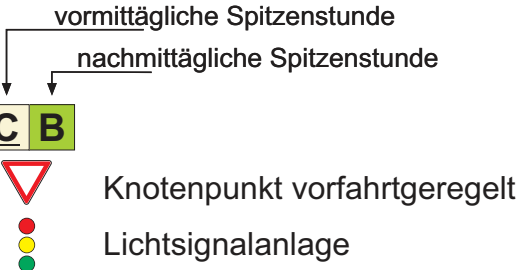 vormittägliche Spitzenstunde
nachmittägliche Spitzenstunde
C B
Knotenpunkt vorfahrtgeregelt
Lichtsignalanlage